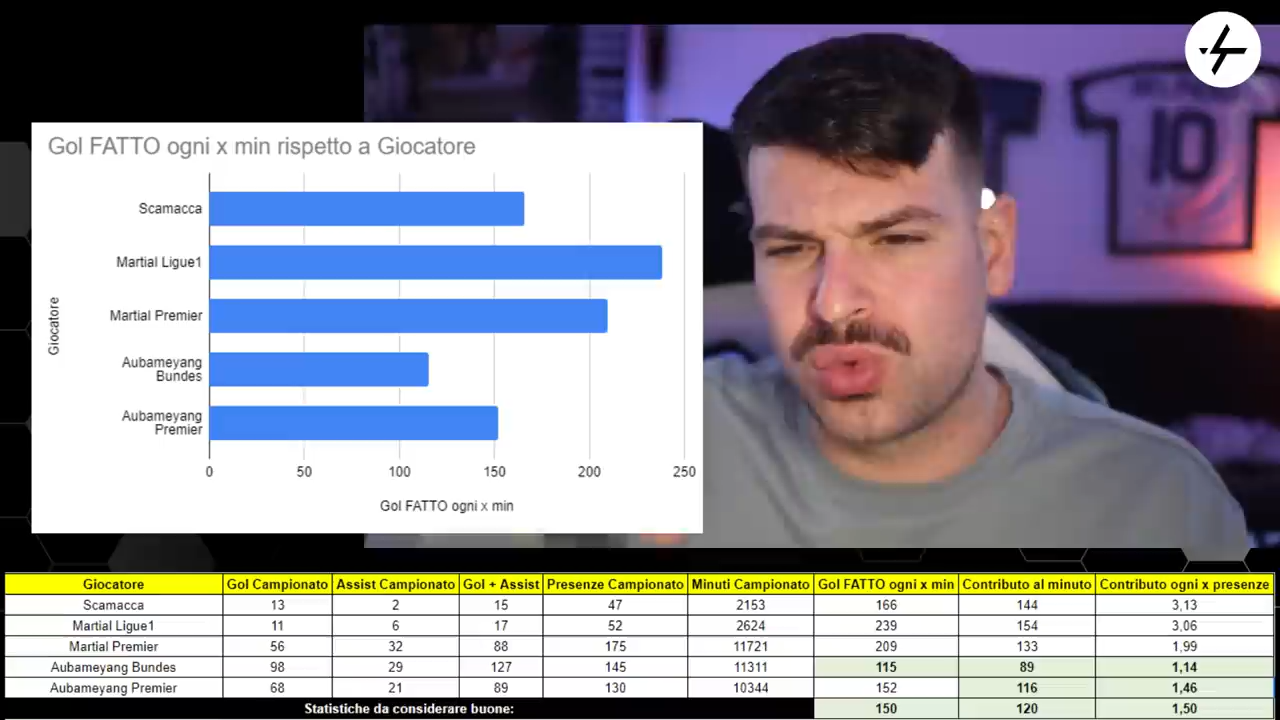 Gol FATTO ogni x min rispetto a Giocatore
Giocatore
Scamacca
Martial Ligue1
Martial Premier
Aubameyang
Bundes
Aubameyang
Premier
0 50 100 150 200 250
Gol FATTO ogni x min
10
Giocatore Gol Campionato Assist Campionato Gol + Assist Presenze Campionato Minuti Campionato Gol FATTO ogni x min Contributo al minuto Contributo ogni x presenze
Scamacca 13 2 15 47 2153 166 144 3,13
Martial Ligue1 11 6 17 52 2624 239 154 3,06
Martial Premier 56 32 88 175 11721 209 133 1,99
Aubameyang Bundes 98 29 127 145 11311 115 89 1,14
Aubameyang Premier 68 21 89 130 10344 152 116 1,46
Statistiche da considerare buone: 150 120 1,50